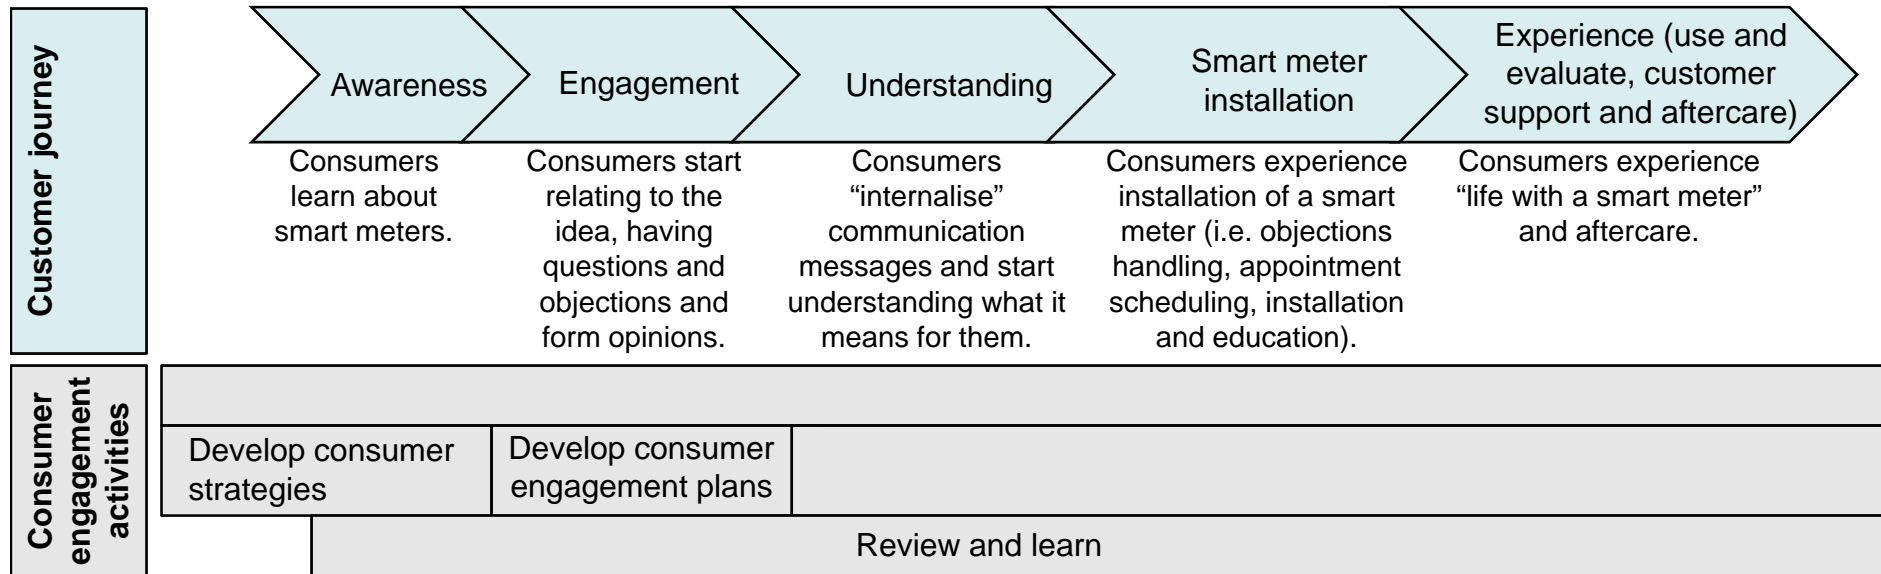 Customer journey
Awareness
Engagement
Understanding
Smart meter
installation
Experience (use and
evaluate, customer
support and aftercare)
Consumers
learn about
smart meters.
Consumers start
relating to the
idea, having
questions and
objections and
form opinions.
Consumers
“internalise”
communication
messages and start
understanding what it
means for them.
Consumers experience
installation of a smart
meter (i.e. objections
handling, appointment
scheduling, installation
and education).
Consumers experience
“life with a smart meter”
and aftercare.
Consumer
engagement
activities
Develop consumer
strategies
Develop consumer
engagement plans
Review and learn